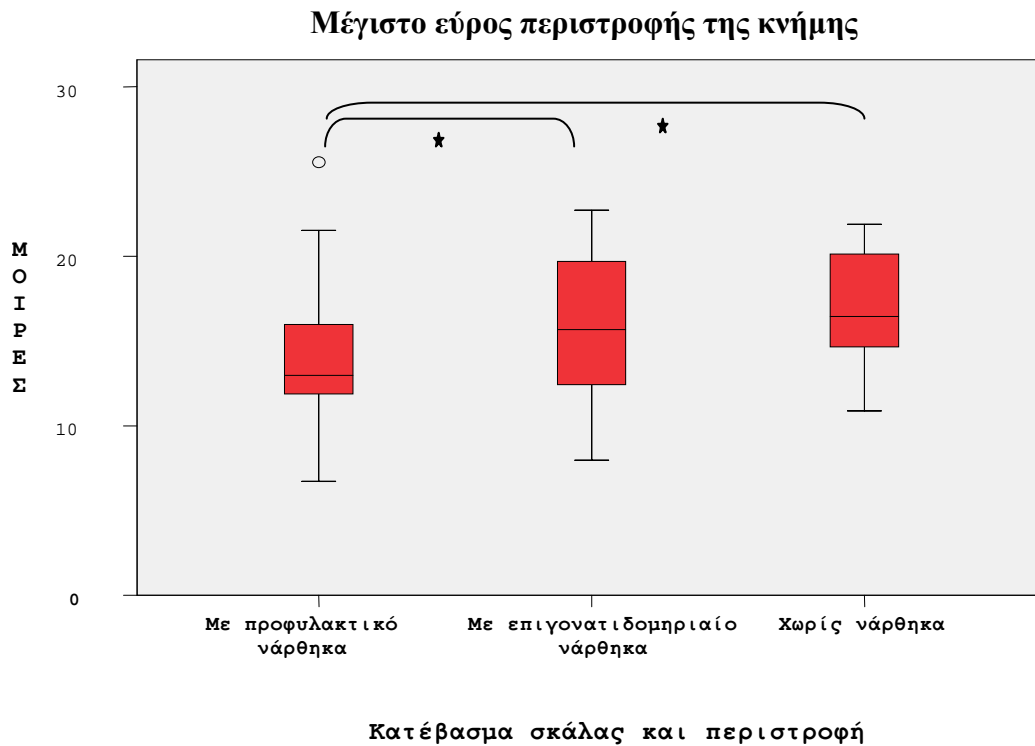 Μέγιστο εύρος περιστροφής της κνήμης
30
20
10
0
ΜΟΙΡΕΣ
Με προφυλακτικό
νάρθηκα
Με επιγονατιδομηριαίο
νάρθηκα
Χωρίς νάρθηκα
Κατέβασμα σκάλας και περιστροφή